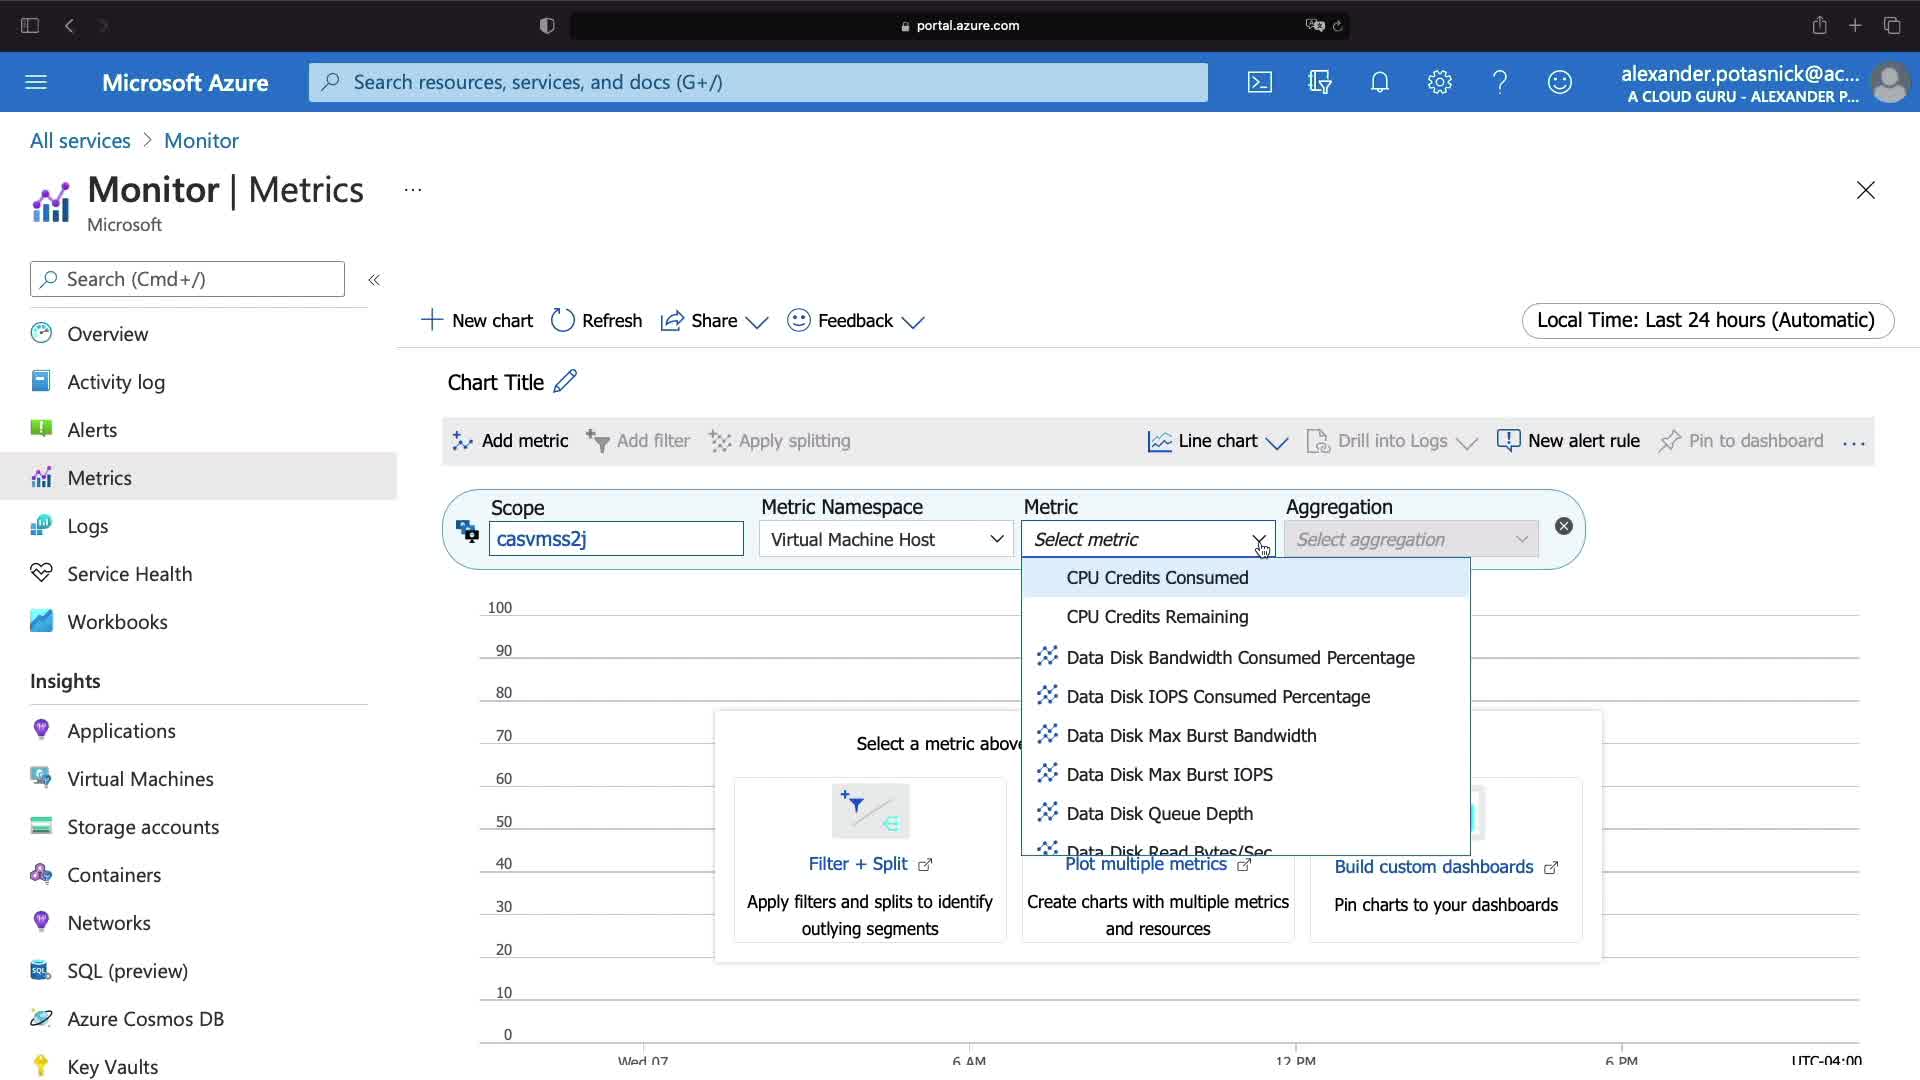 portal.azure.com
Microsoft Azure
Search resources, services, and docs (G+/)
alexander.potasnick@ac...
A CLOUD GURU - ALEXANDER P...
All services > Monitor
Monitor | Metrics
...
Microsoft
Search (Cmd+/)
«
Overview
Activity log
Alerts
Metrics
Logs
Service Health
Workbooks
Insights
Applications
Virtual Machines
Storage accounts
Containers
Networks
SQL (preview)
Azure Cosmos DB
Key Vaults
New chart
Refresh
Share
Feedback
Local Time: Last 24 hours (Automatic)
Chart Title
Add metric
Add filter
Apply splitting
Line chart
Drill into Logs
New alert rule
Pin to dashboard
...
Scope
casvmss2j
Metric Namespace
Virtual Machine Host
Metric
Select metric
Aggregation
Select aggregation
CPU Credits Consumed
CPU Credits Remaining
Data Disk Bandwidth Consumed Percentage
Data Disk IOPS Consumed Percentage
Data Disk Max Burst Bandwidth
Data Disk Max Burst IOPS
Data Disk Queue Depth
Data Disk Read Bytes/Sec
100
90
80
70
60
50
40
30
20
10
0
Select a metric above
Filter + Split
Apply filters and splits to identify
outlying segments
Plot multiple metrics
Create charts with multiple metrics
and resources
Build custom dashboards
Pin charts to your dashboards
Wed 07
6 AM
12 PM
6 PM
UTC-04:00